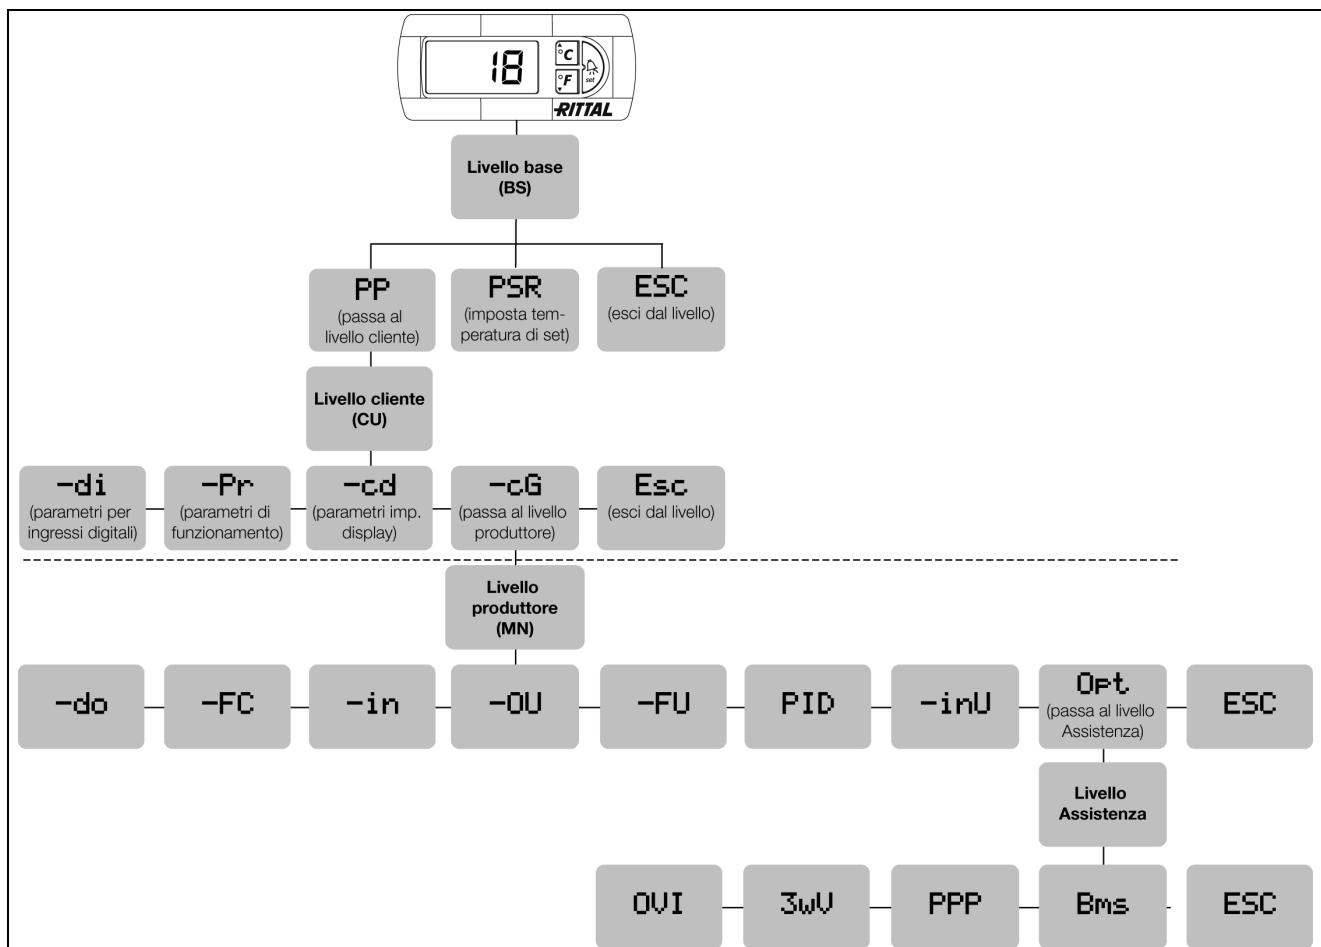 18
°C
°F
set
RITTAL
Livello base
(BS)
PP
(passa al
livello cliente)
PSR
(imposta tem-
peratura di set)
ESC
(esci dal livello)
Livello cliente
(CU)
-di
(parametri per
ingressi digitali)
-Pr
(parametri di
funzionamento)
-cd
(parametri imp.
display)
-cG
(passa al livello
produttore)
Esc
(esci dal livello)
Livello
produttore
(MN)
-do
-FC
-in
-OU
-FU
PID
-inU
Opt
(passa al livello
Assistenza)
ESC
Livello
Assistenza
OVI
3wV
PPP
Bms
ESC